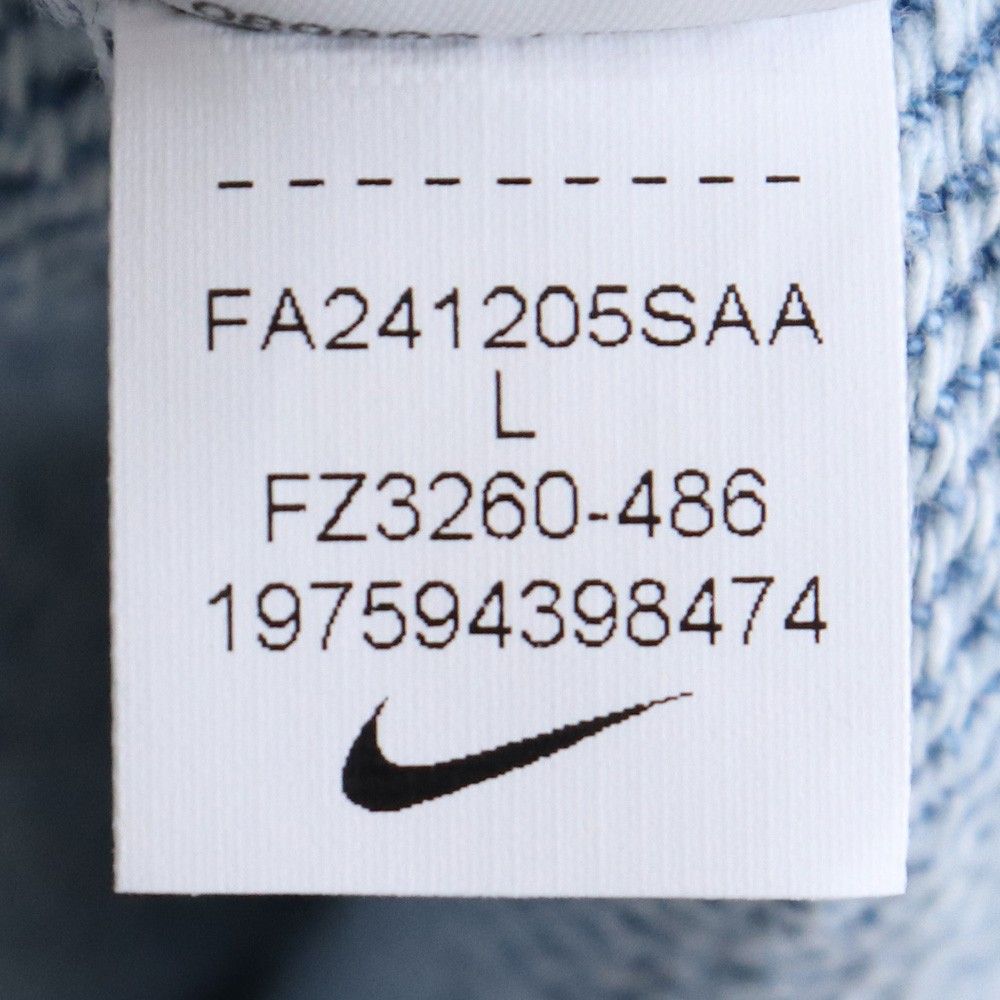 - - - - - - - - -
FA241205SAA
L
FZ3260-486
197594398474